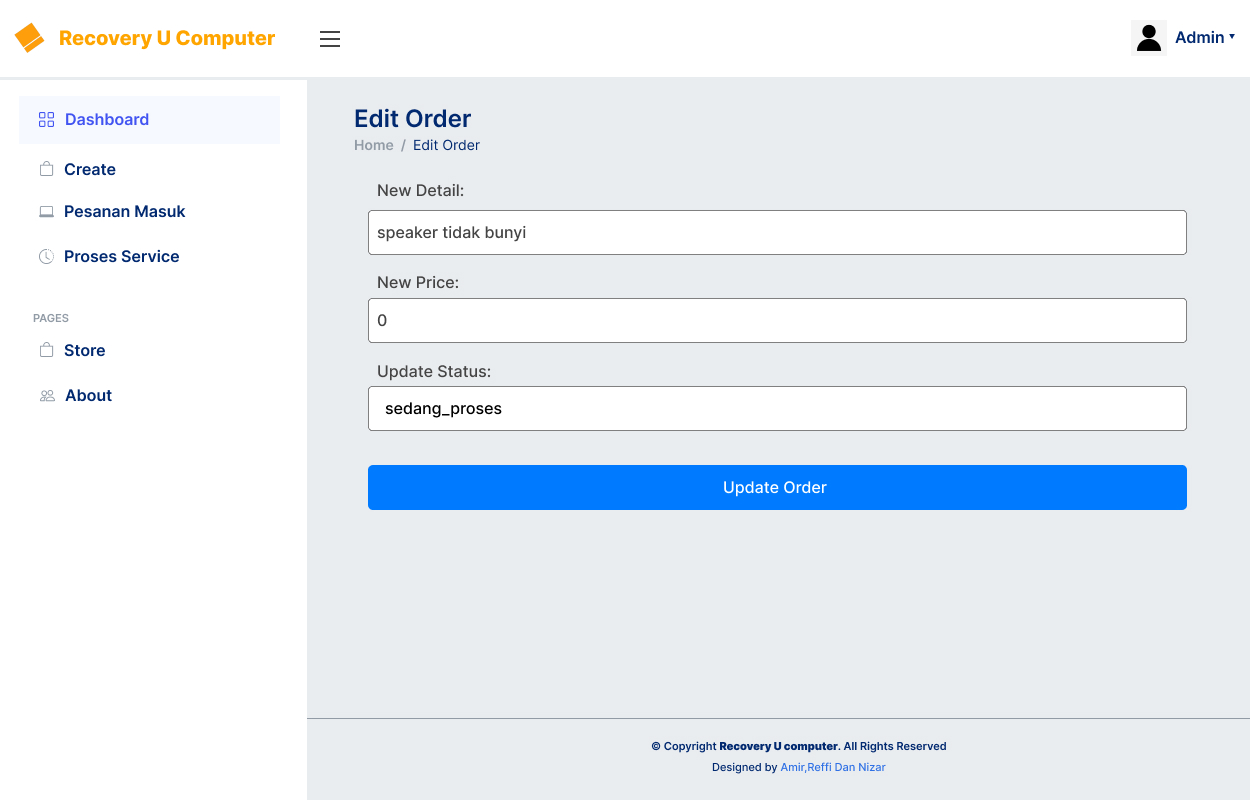 Recovery U Computer
Admin
Dashboard
Create
Pesanan Masuk
Proses Service
PAGES
Store
About
Edit Order
Home / Edit Order
New Detail:
speaker tidak bunyi
New Price:
0
Update Status:
sedang_proses
Update Order
© Copyright Recovery U computer. All Rights Reserved
Designed by Amir,Reffi Dan Nizar